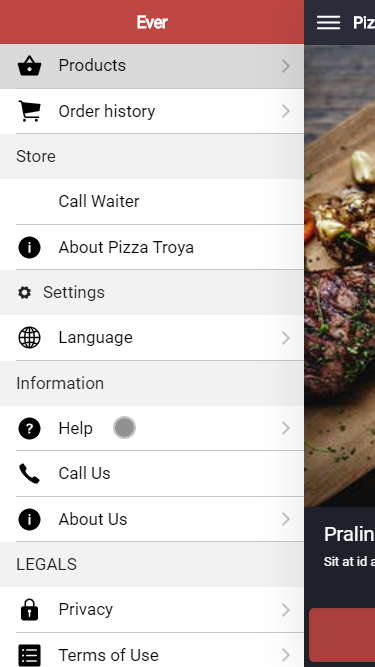 Ever
Products
Order history
Store
Call Waiter
About Pizza Troya
Settings
Language
Information
Help
Call Us
About Us
LEGALS
Privacy
Terms of Use
Piz
Pralin
Sit at id a